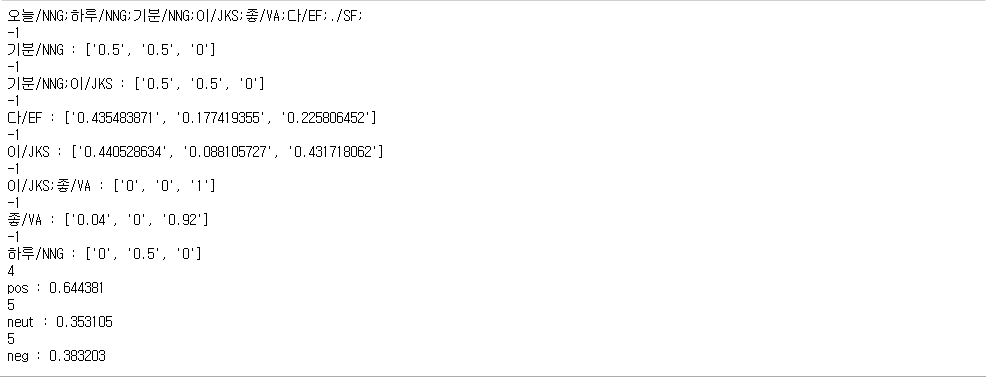 오늘/NNG;하루/NNG;기분/NNG;이/JKS;좋/VA;다/EF;./SF;
-1
기분/NNG : ['0.5', '0.5', '0']
-1
기분/NNG;이/JKS : ['0.5', '0.5', '0']
-1
다/EF : ['0.435483871', '0.177419355', '0.225806452']
-1
이/JKS : ['0.440528634', '0.088105727', '0.431718062']
-1
이/JKS;좋/VA : ['0', '0', '1']
-1
좋/VA : ['0.04', '0', '0.92']
-1
하루/NNG : ['0', '0.5', '0']
4
pos : 0.644381
5
neut : 0.353105
5
neg : 0.383203